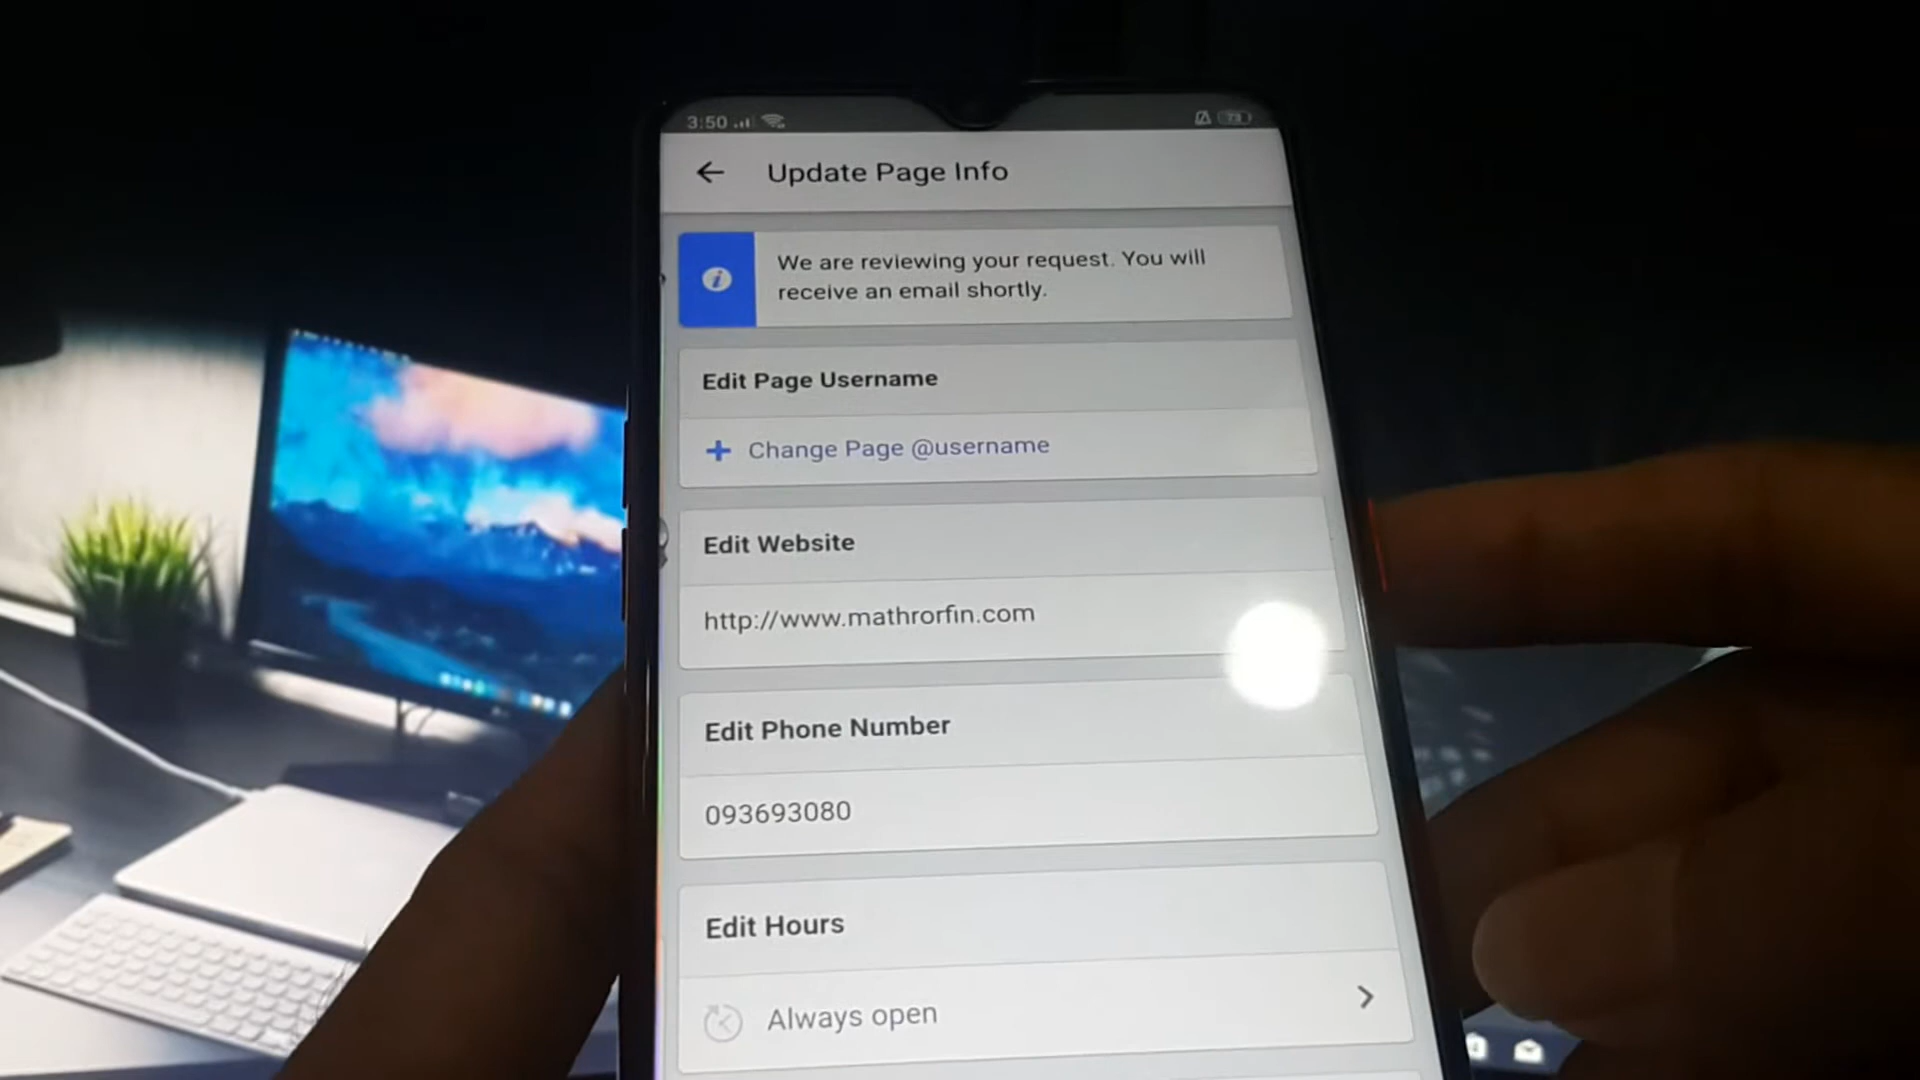 3:50
73
Update Page Info
We are reviewing your request. You will
receive an email shortly.
Edit Page Username
Change Page @username
Edit Website
http://www.mathrorfin.com
Edit Phone Number
093693080
Edit Hours
Always open